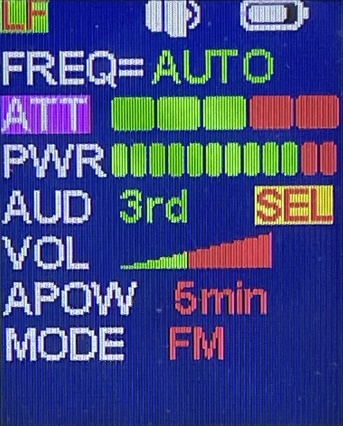 LF
FREQ=AUTO
ATT
PWR
AUD 3rd SEL
VOL
APOW 5min
MODE FM